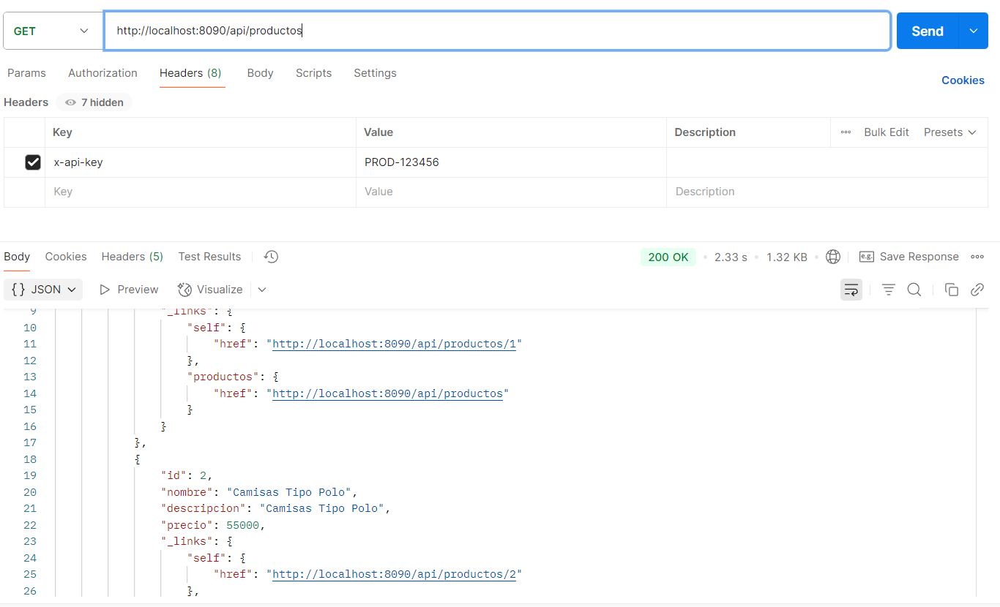 GET http://localhost:8090/api/productos Send
Params Authorization Headers (8) Body Scripts Settings Cookies
Headers 7 hidden
Key Value Description Bulk Edit Presets
x-api-key PROD-123456
Key Value Description
Body Cookies Headers (5) Test Results 200 OK • 2.33 s • 1.32 KB • e.g. Save Response
{} JSON Preview Visualize
9 "_links": {
10 "self": {
11 "href": "http://localhost:8090/api/productos/1"
12 },
13 "productos": {
14 "href": "http://localhost:8090/api/productos"
15 }
16 }
17 },
18 {
19 "id": 2,
20 "nombre": "Camisas Tipo Polo",
21 "descripcion": "Camisas Tipo Polo",
22 "precio": 55000,
23 "_links": {
24 "self": {
25 "href": "http://localhost:8090/api/productos/2"
26 },